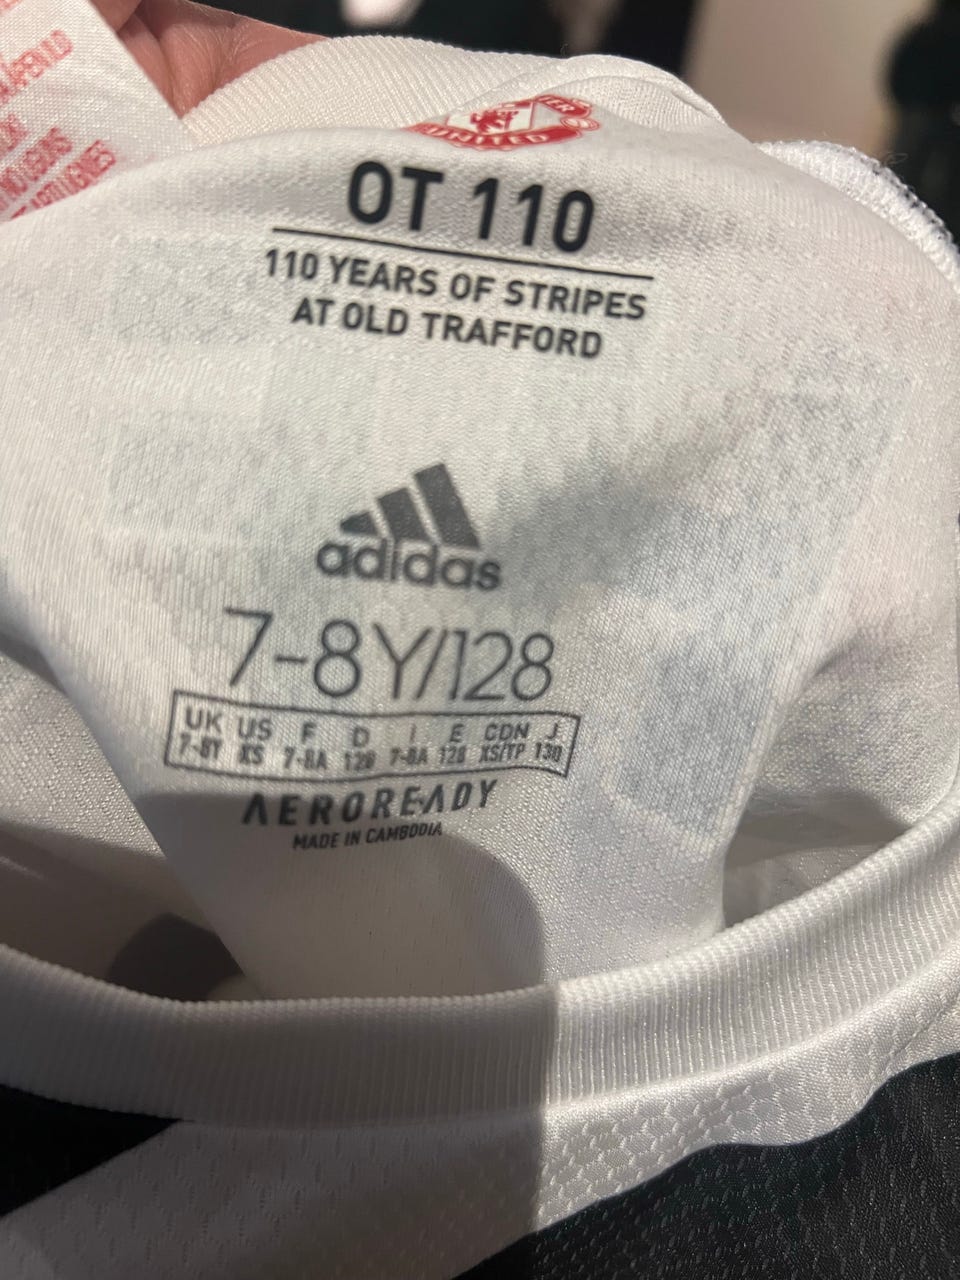 UNITED
OT 110
110 YEARS OF STRIPES
AT OLD TRAFFORD
adidas
7-8Y/128
UK US F D I E CDN J
7-8Y XS 7-8A 128 7-8A 128 XS/TP 130
AEROREADY
MADE IN CAMBODIA